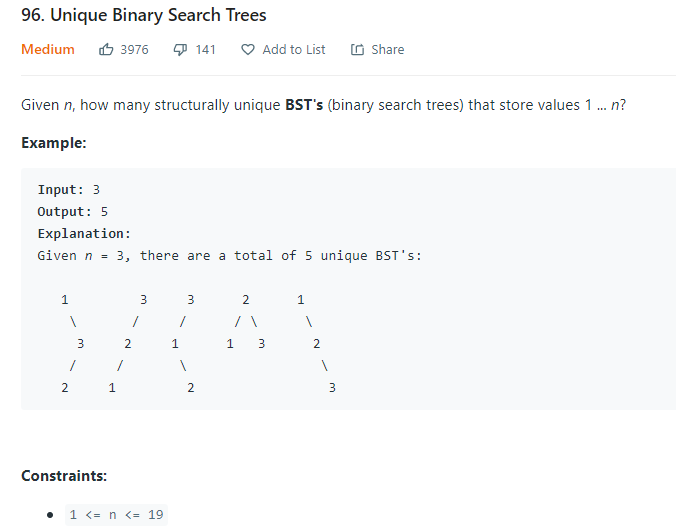 96. Unique Binary Search Trees
Medium 3976 141 Add to List Share
Given n, how many structurally unique BST's (binary search trees) that store values 1 ... n?
Example:
Input: 3
Output: 5
Explanation:
Given n = 3, there are a total of 5 unique BST's:
   1         3     3      2      1
    \       /     /      / \      \
     3     2     1      1   3      2
    /     /       \                 \
   2     1         2                 3
Constraints:
• 1 <= n <= 19